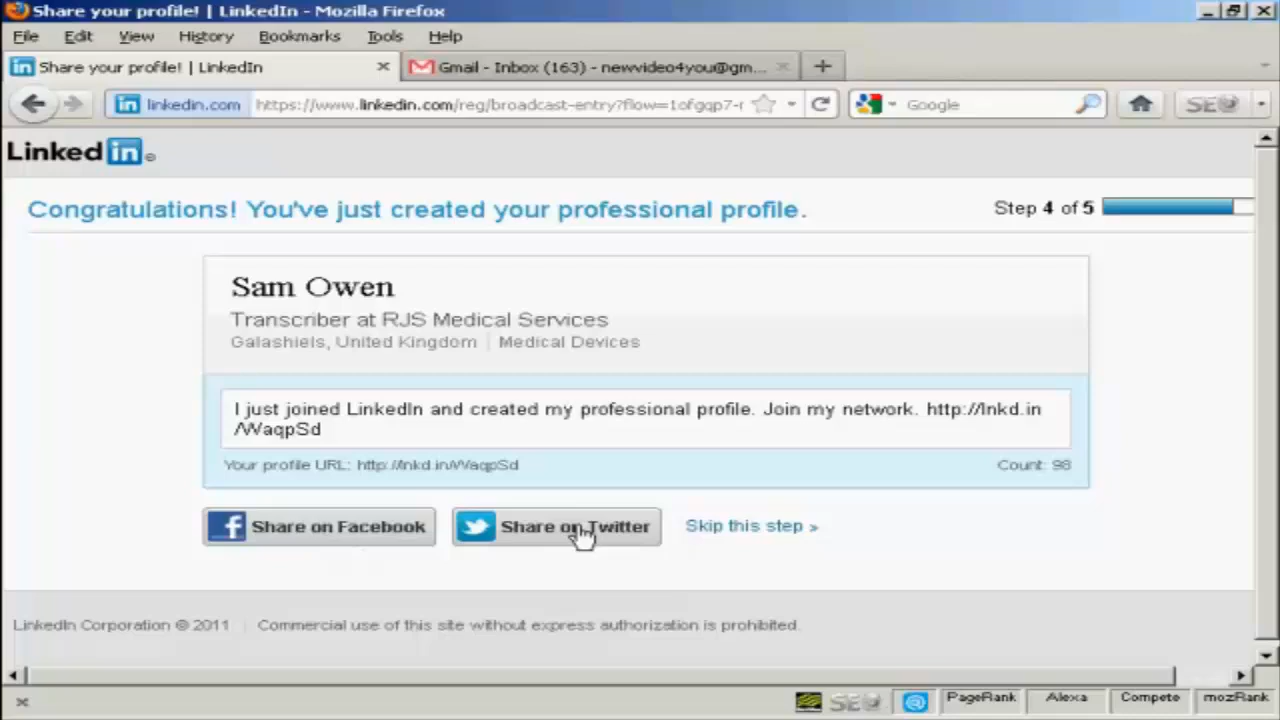 Share your profile! | LinkedIn - Mozilla Firefox
File Edit View History Bookmarks Tools Help
Share your profile! | LinkedIn
Gmail - Inbox (163) - newvideo4you@gm...
linkedin.com https://www.linkedin.com/reg/broadcast-entry?flow=1ofgqp7-r
Google
SEO
Linked in
Congratulations! You've just created your professional profile.
Step 4 of 5
Sam Owen
Transcriber at RJS Medical Services
Galashiels, United Kingdom | Medical Devices
I just joined LinkedIn and created my professional profile. Join my network. http://lnkd.in
/WaqpSd
Your profile URL: http://lnkd.in/WaqpSd
Count: 98
Share on Facebook
Share on Twitter
Skip this step »
LinkedIn Corporation © 2011 | Commercial use of this site without express authorization is prohibited.
SEO PageRank Alexa Compete mozRank